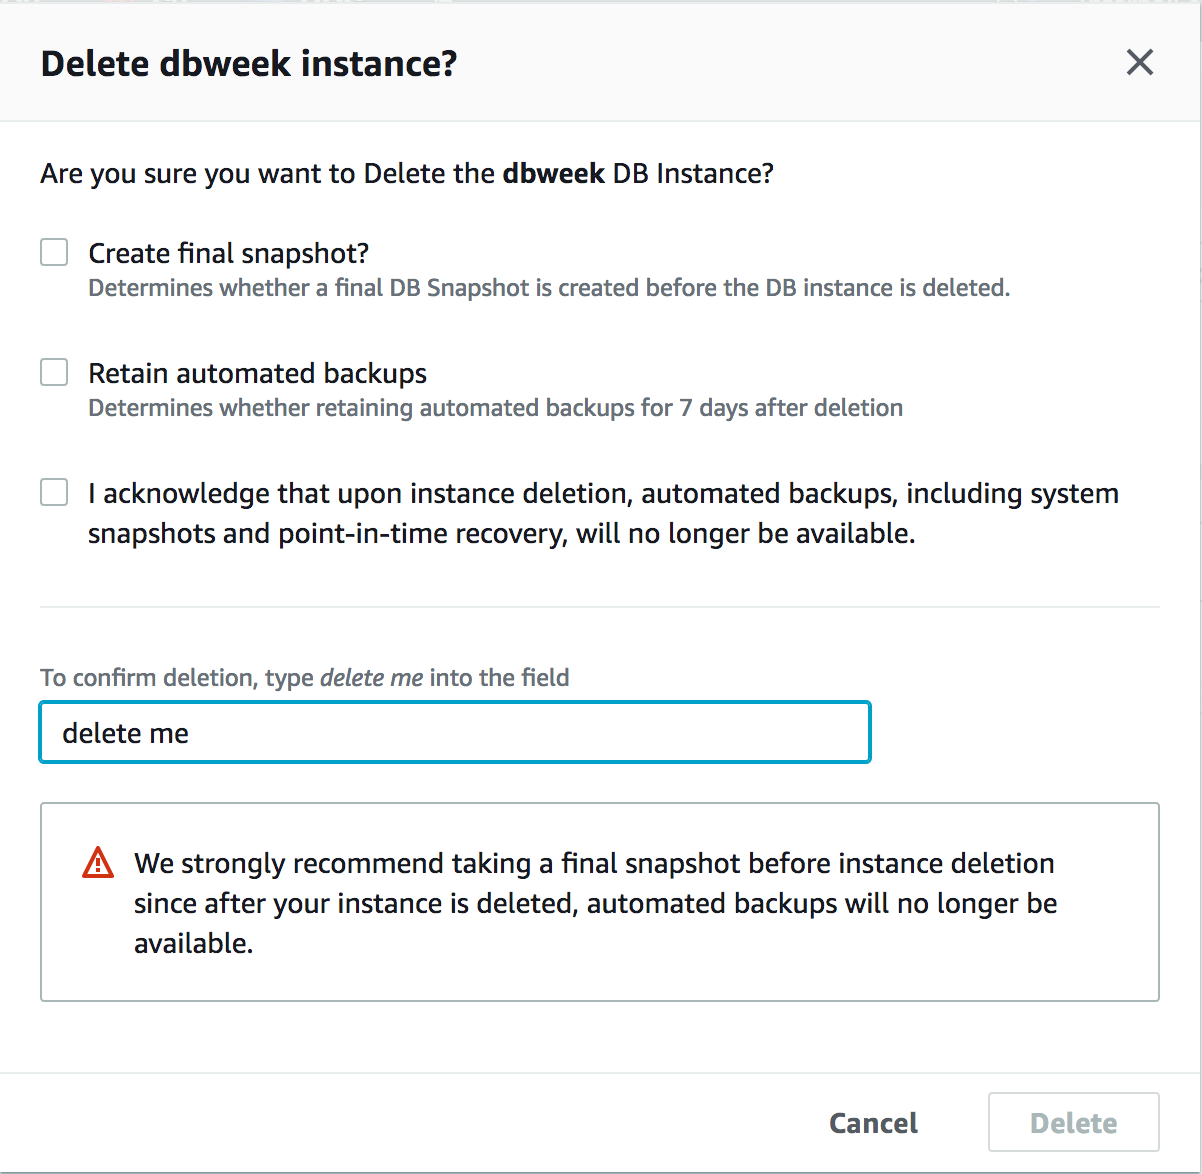 Delete dbweek instance?
Are you sure you want to Delete the dbweek DB Instance?
Create final snapshot?
Determines whether a final DB Snapshot is created before the DB instance is deleted.
Retain automated backups
Determines whether retaining automated backups for 7 days after deletion
I acknowledge that upon instance deletion, automated backups, including system
snapshots and point-in-time recovery, will no longer be available.
To confirm deletion, type delete me into the field
delete me
We strongly recommend taking a final snapshot before instance deletion
since after your instance is deleted, automated backups will no longer be
available.
Cancel
Delete